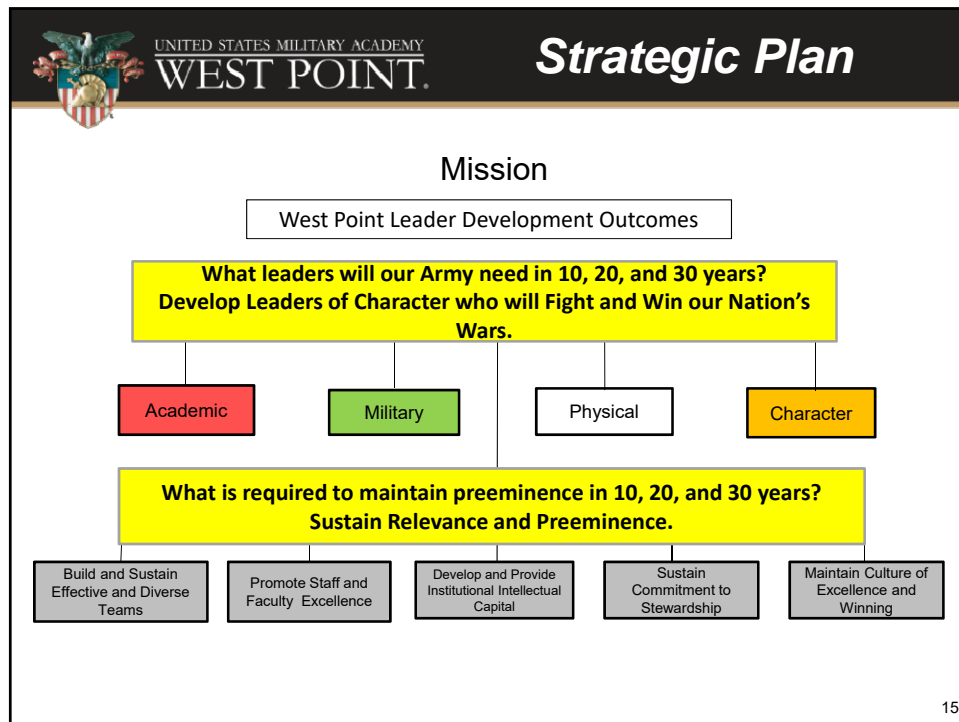 UNITED STATES MILITARY ACADEMY
WEST POINT.
Strategic Plan
Mission
West Point Leader Development Outcomes
What leaders will our Army need in 10, 20, and 30 years?
Develop Leaders of Character who will Fight and Win our Nation’s
Wars.
Academic
Military
Physical
Character
What is required to maintain preeminence in 10, 20, and 30 years?
Sustain Relevance and Preeminence.
Build and Sustain
Effective and Diverse
Teams
Promote Staff and
Faculty Excellence
Develop and Provide
Institutional Intellectual
Capital
Sustain
Commitment to
Stewardship
Maintain Culture of
Excellence and
Winning
15